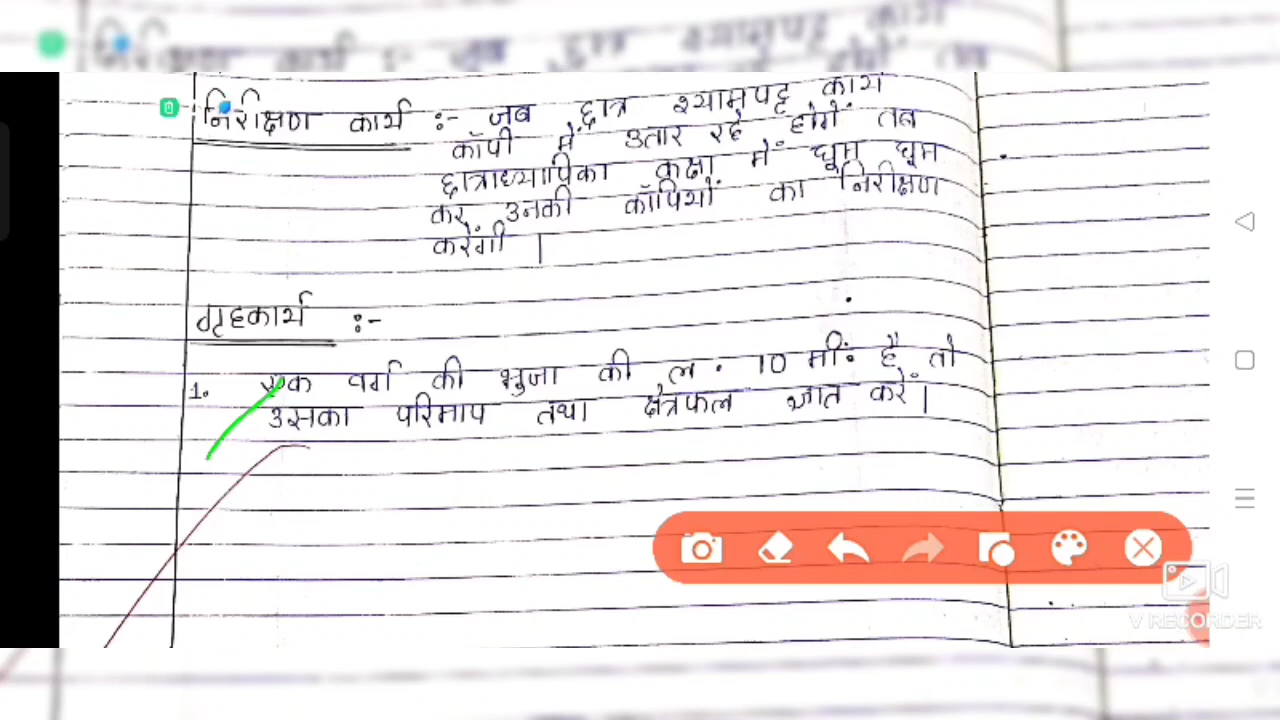 निरिक्षण कार्य :- जब छात्र श्यामपट्ट कार्य
कॉपी में उतार रहे होगें तब
छात्राध्यापिका कक्षा में घूम घूम
कर उनकी कॉपियों का निरीक्षण
करेंगी |
गृहकार्य :-
1. एक वर्ग की भुजा की ल. 10 मी. है तो
उसका परिमाप तथा क्षेत्रफल ज्ञात करें |
V RECORDER